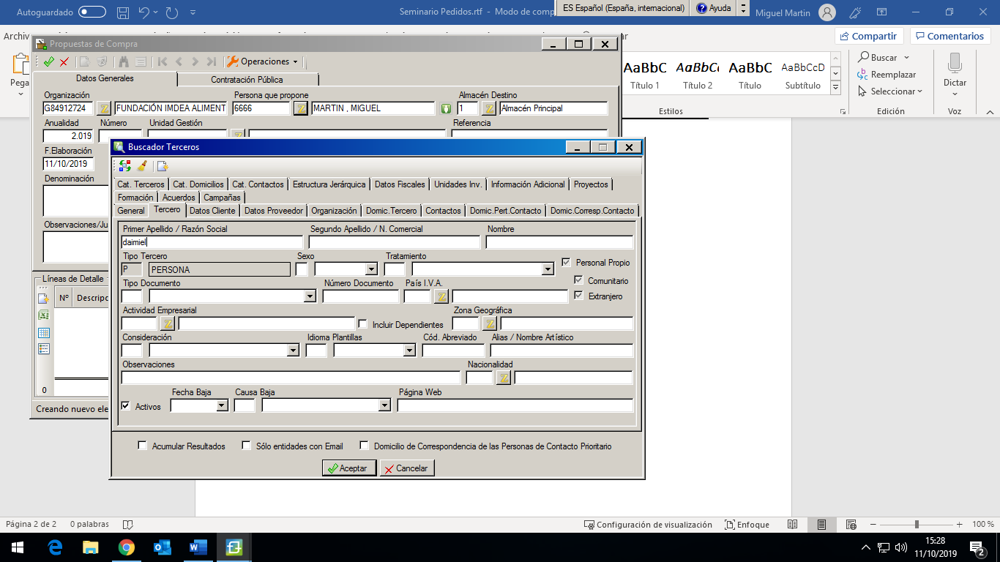 Autoguardado
Seminario Pedidos.rtf - Modo de comp
ES Español (España, internacional)
Ayuda
Miguel Martin
Archiv
Compartir
Comentarios
Propuestas de Compra
Pega
Operaciones
AaBbC AaBbCc AaBbC AaBbCcD
Título 1 Título 2 Título Subtítulo
Estilos
Buscar
Reemplazar
Seleccionar
Edición
Dictar
Voz
Datos Generales
Contratación Pública
Organización Persona que propone Almacén Destino
G84912724 FUNDACIÓN IMDEA ALIMENT 6666 MARTIN , MIGUEL 1 Almacén Principal
Anualidad Número Unidad Gestión Referencia
2.019
F.Elaboración
11/10/2019
Denominación
Observaciones/Ju
Líneas de Detalle
Nº Descripc
0
Creando nuevo ele
Buscador Terceros
Cat. Terceros Cat. Domicilios Cat. Contactos Estructura Jerárquica Datos Fiscales Unidades Inv. Información Adicional Proyectos
Formación Acuerdos Campañas
General Tercero Datos Cliente Datos Proveedor Organización Domic.Tercero Contactos Domic.Pert.Contacto Domic.Corresp.Contacto
Primer Apellido / Razón Social Segundo Apellido / N. Comercial Nombre
daimiel
Tipo Tercero Sexo Tratamiento
Personal Propio
P PERSONA
Comunitario
Tipo Documento Número Documento País I.V.A.
Extranjero
Actividad Empresarial Zona Geográfica
Incluir Dependientes
Consideración Idioma Plantillas Cód. Abreviado Alias / Nombre Artístico
Observaciones Nacionalidad
Fecha Baja Causa Baja Página Web
Activos
Acumular Resultados Sólo entidades con Email Domicilio de Correspondencia de las Personas de Contacto Prioritario
Aceptar Cancelar
Página 2 de 2 0 palabras
Configuración de visualización
Enfoque
100 %
15:28
11/10/2019
2